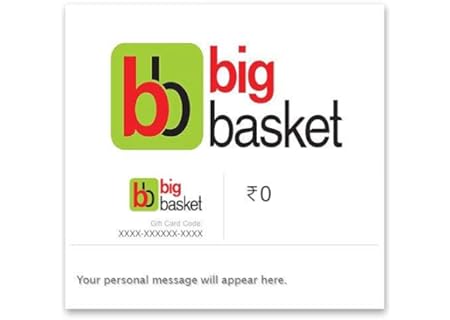 bb big
basket
bb big
basket
₹0
Gift Card Code:
XXXX-XXXXXX-XXXX
Your personal message will appear here.